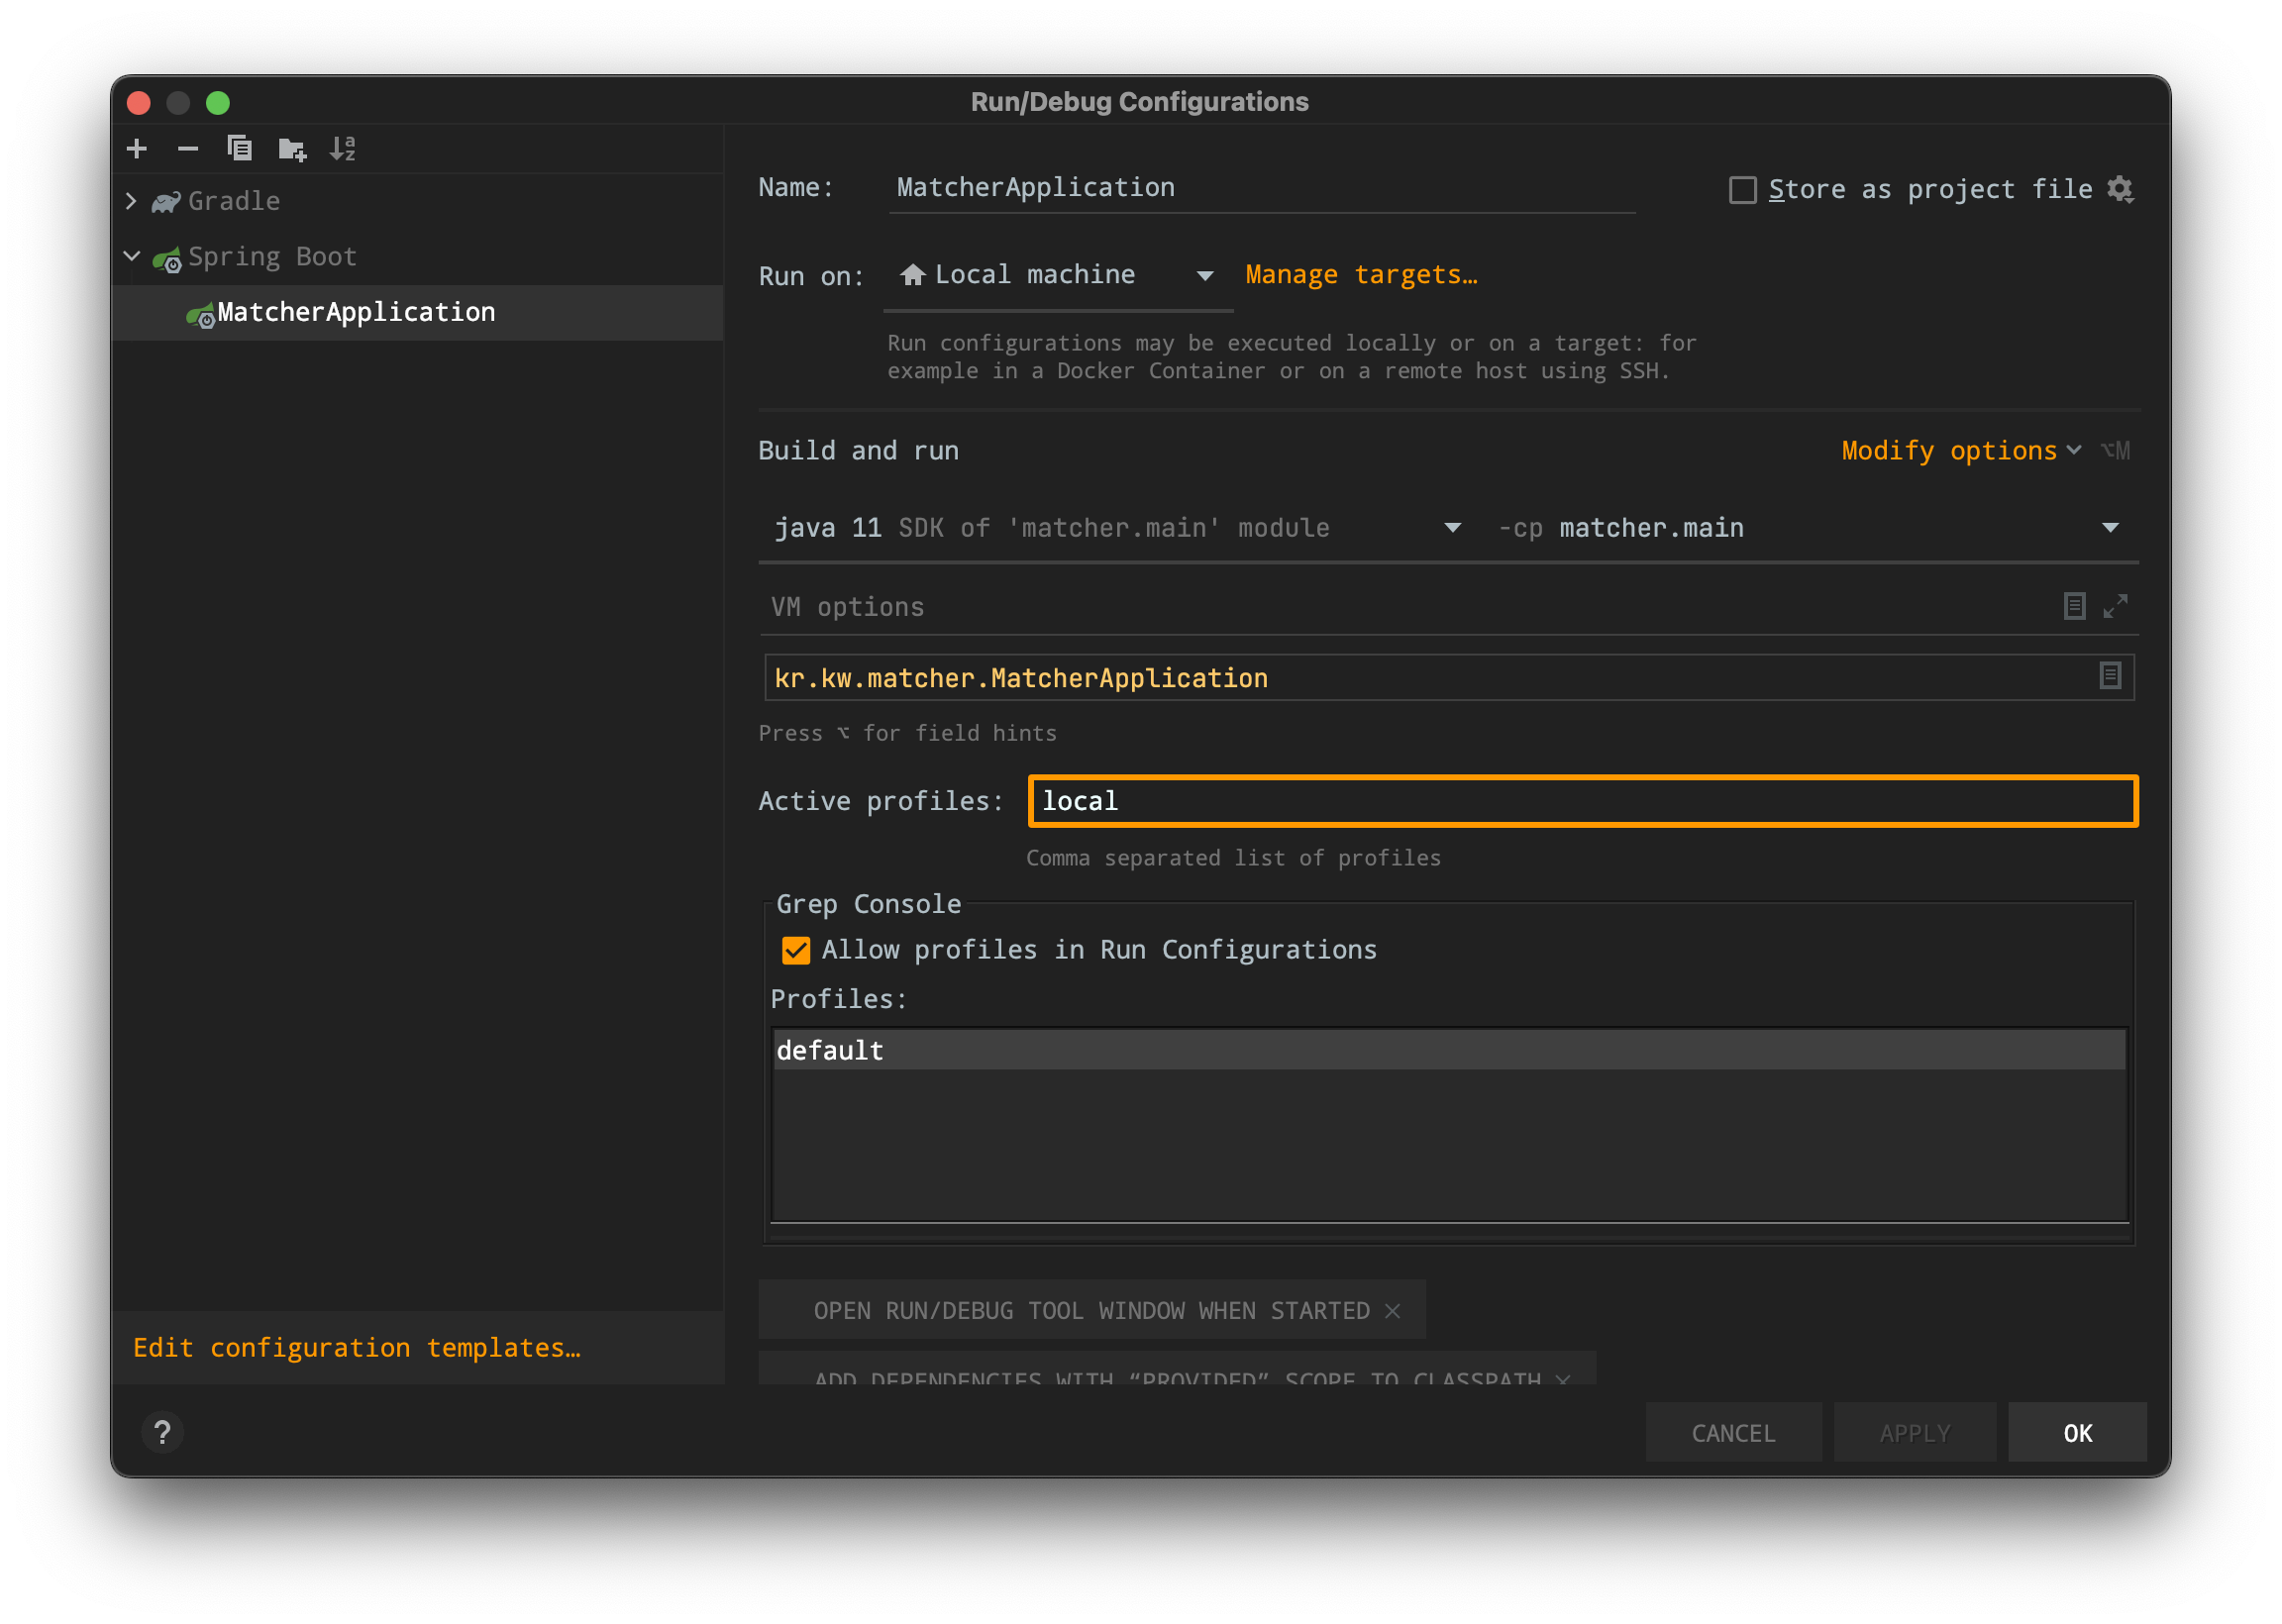 Run/Debug Configurations
Gradle
Spring Boot
MatcherApplication
Edit configuration templates…
Name: MatcherApplication
Store as project file
Run on: Local machine Manage targets…
Run configurations may be executed locally or on a target: for
example in a Docker Container or on a remote host using SSH.
Build and run Modify options ⌥M
java 11 SDK of 'matcher.main' module -cp matcher.main
VM options
kr.kw.matcher.MatcherApplication
Press ⌥ for field hints
Active profiles: local
Comma separated list of profiles
Grep Console
Allow profiles in Run Configurations
Profiles:
default
OPEN RUN/DEBUG TOOL WINDOW WHEN STARTED
ADD DEPENDENCIES WITH “PROVIDED” SCOPE TO CLASSPATH
? CANCEL APPLY OK